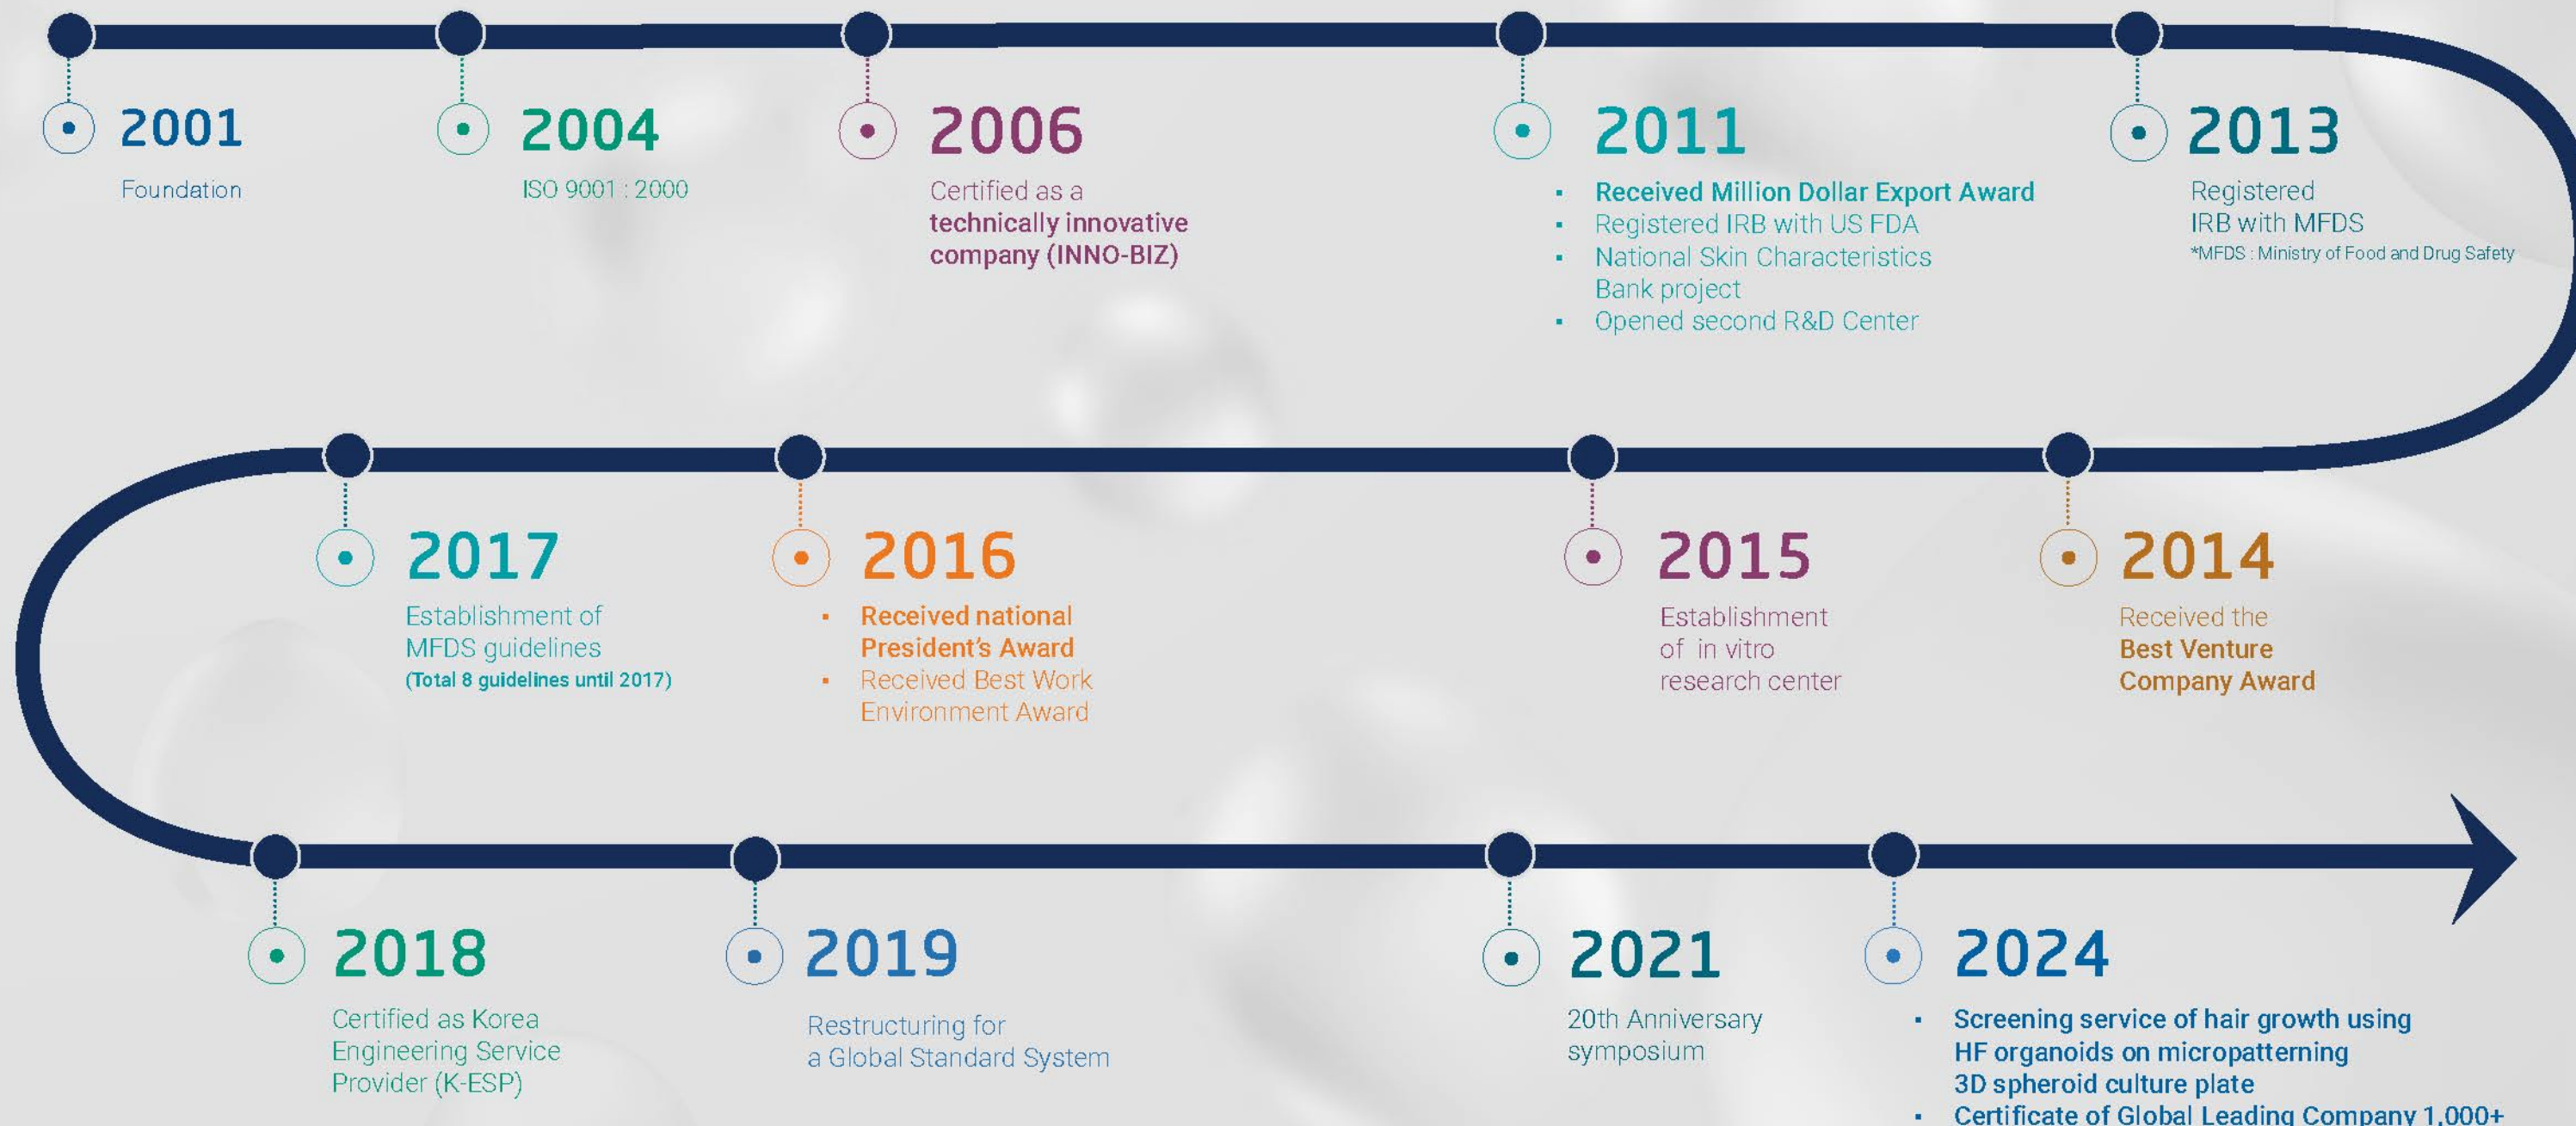 2001
Foundation
2004
ISO 9001 : 2000
2006
Certified as a
technically innovative
company (INNO-BIZ)
2011
▪ Received Million Dollar Export Award
▪ Registered IRB with US FDA
▪ National Skin Characteristics
Bank project
▪ Opened second R&D Center
2013
Registered
IRB with MFDS
*MFDS : Ministry of Food and Drug Safety
2014
Received the
Best Venture
Company Award
2015
Establishment
of in vitro
research center
2016
▪ Received national
President's Award
▪ Received Best Work
Environment Award
2017
Establishment of
MFDS guidelines
(Total 8 guidelines until 2017)
2018
Certified as Korea
Engineering Service
Provider (K-ESP)
2019
Restructuring for
a Global Standard System
2021
20th Anniversary
symposium
2024
▪ Screening service of hair growth using
HF organoids on micropatterning
3D spheroid culture plate
▪ Certificate of Global Leading Company 1,000+